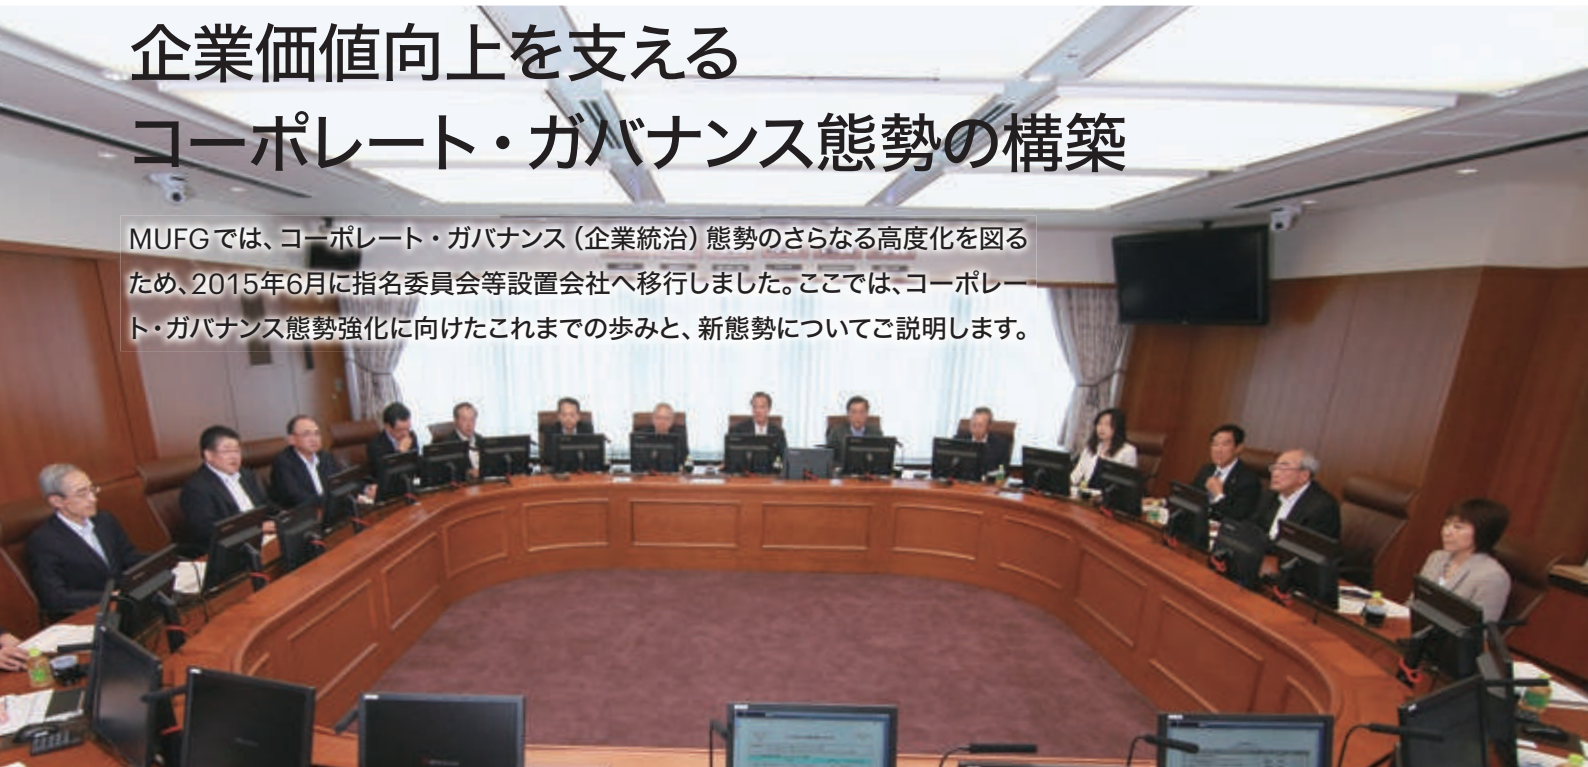 企業価値向上を支える
コーポレート・ガバナンス態勢の構築
MUFGでは、コーポレート・ガバナンス（企業統治）態勢のさらなる高度化を図る
ため、2015年6月に指名委員会等設置会社へ移行しました。ここでは、コーポレー
ト・ガバナンス態勢強化に向けたこれまでの歩みと、新態勢についてご説明します。